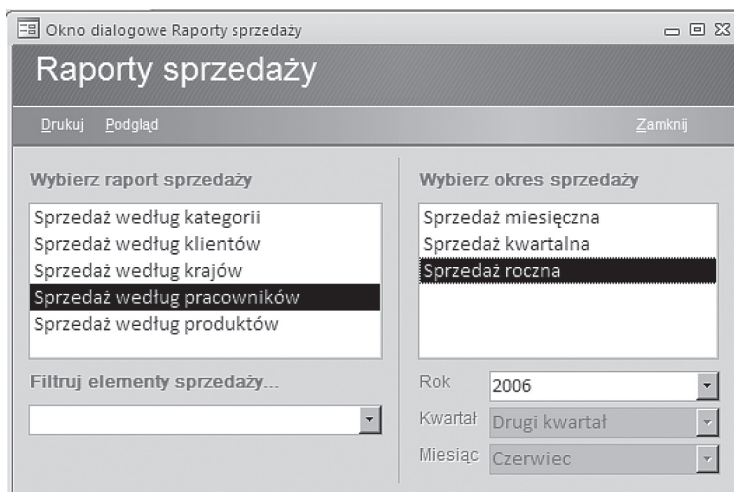 Okno dialogowe Raporty sprzedaży
Raporty sprzedaży
Drukuj Podgląd Zamknij
Wybierz raport sprzedaży
Sprzedaż według kategorii
Sprzedaż według klientów
Sprzedaż według krajów
Sprzedaż według pracowników
Sprzedaż według produktów
Filtruj elementy sprzedaży...
Wybierz okres sprzedaży
Sprzedaż miesięczna
Sprzedaż kwartalna
Sprzedaż roczna
Rok 2006
Kwartał Drugi kwartał
Miesiąc Czerwiec